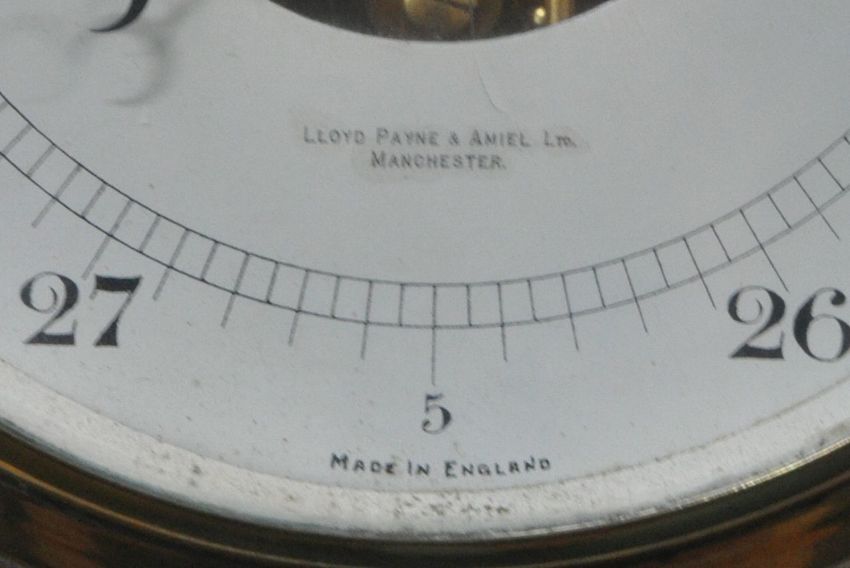 LLOYD PAYNE & AMIEL LTD.
MANCHESTER.
27
26
5
MADE IN ENGLAND